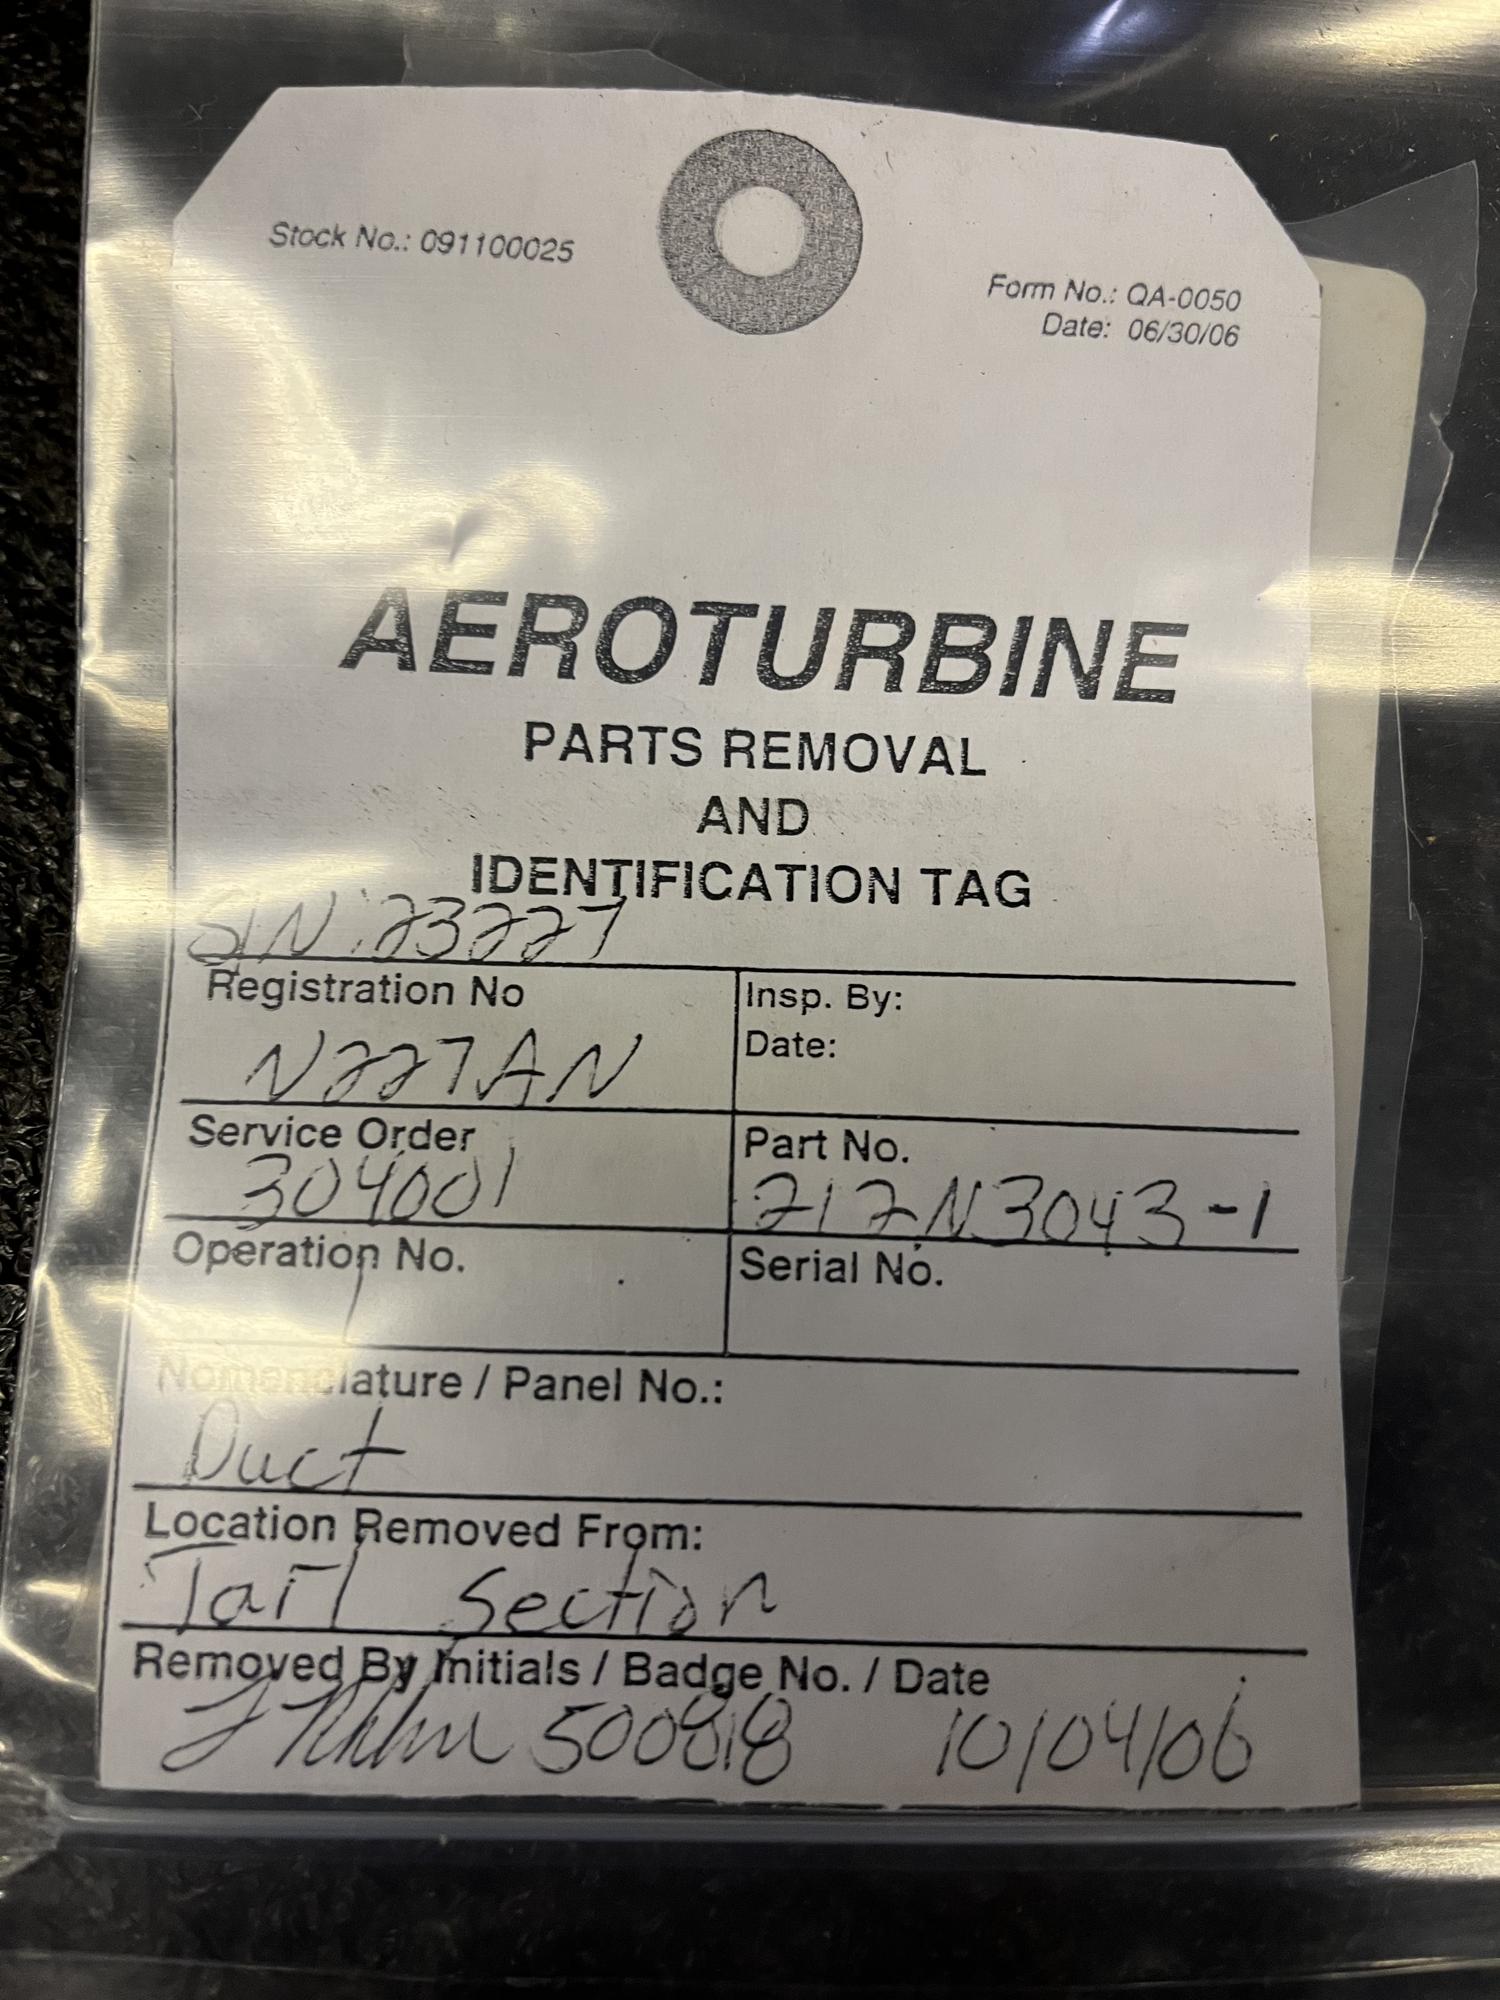 Stock No.: 091100025
Form No.: QA-0050
Date: 06/30/06
AEROTURBINE
PARTS REMOVAL
AND
IDENTIFICATION TAG
S/N: 23227
Registration No
N227AN
Insp. By:
Date:
Service Order
304001
Part No.
212N3043-1
Operation No.
Serial No.
Nomenclature / Panel No.:
Duct
Location Removed From:
Tail Section
Removed By Initials / Badge No. / Date
500818 10/04/06